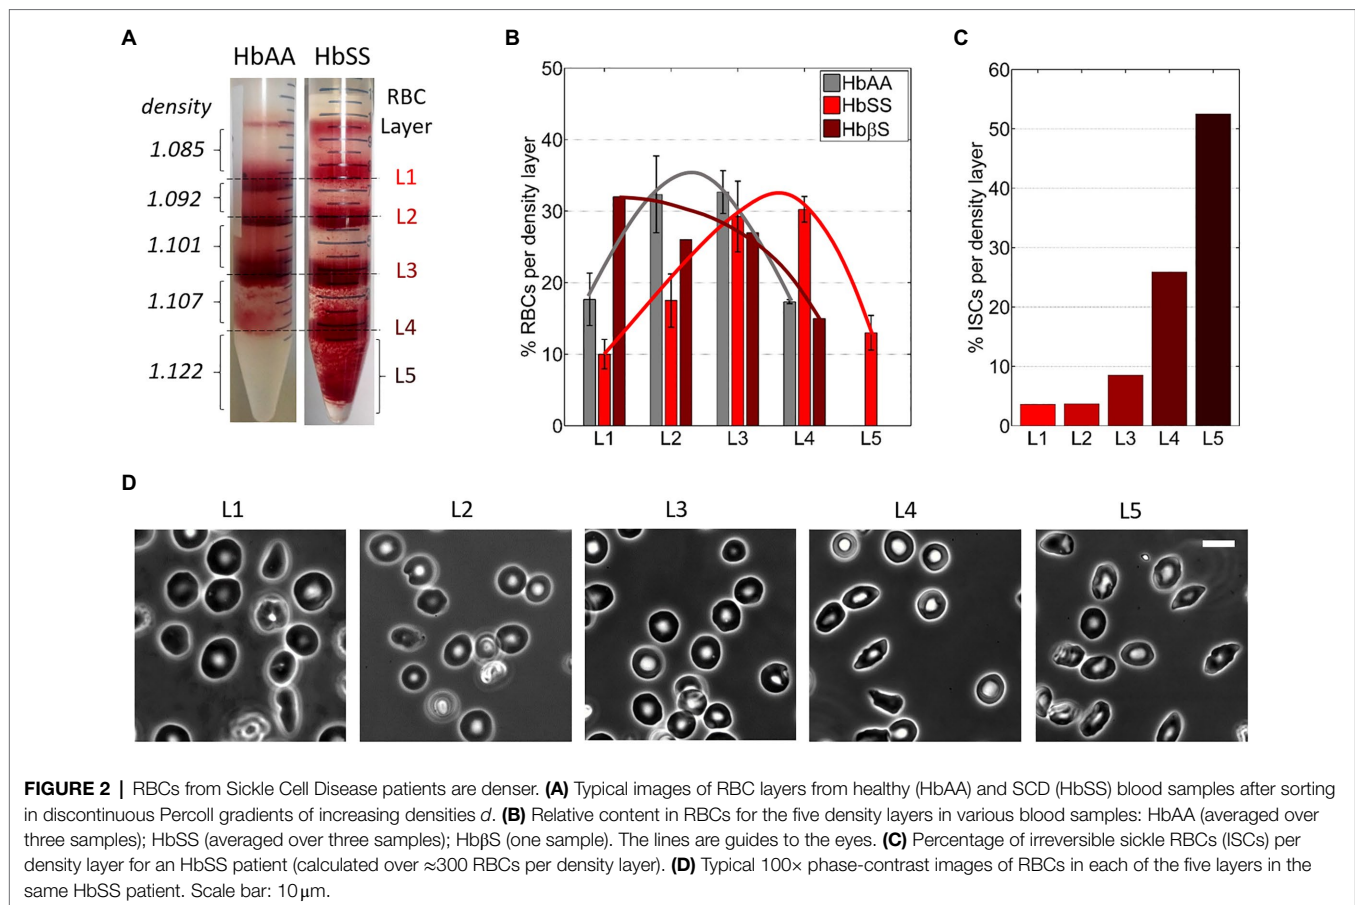 A
HbAA HbSS
density
RBC
Layer
1.085
L1
1.092
L2
1.101
L3
1.107
L4
1.122
L5
B
% RBCs per density layer
50
40
30
20
10
0
HbAA
HbSS
HbβS
L1 L2 L3 L4 L5
C
% ISCs per density layer
60
50
40
30
20
10
0
L1 L2 L3 L4 L5
D
L1 L2 L3 L4 L5
FIGURE 2 | RBCs from Sickle Cell Disease patients are denser. (A) Typical images of RBC layers from healthy (HbAA) and SCD (HbSS) blood samples after sorting
in discontinuous Percoll gradients of increasing densities d. (B) Relative content in RBCs for the five density layers in various blood samples: HbAA (averaged over
three samples); HbSS (averaged over three samples); HbβS (one sample). The lines are guides to the eyes. (C) Percentage of irreversible sickle RBCs (ISCs) per
density layer for an HbSS patient (calculated over ≈300 RBCs per density layer). (D) Typical 100× phase-contrast images of RBCs in each of the five layers in the
same HbSS patient. Scale bar: 10 μm.